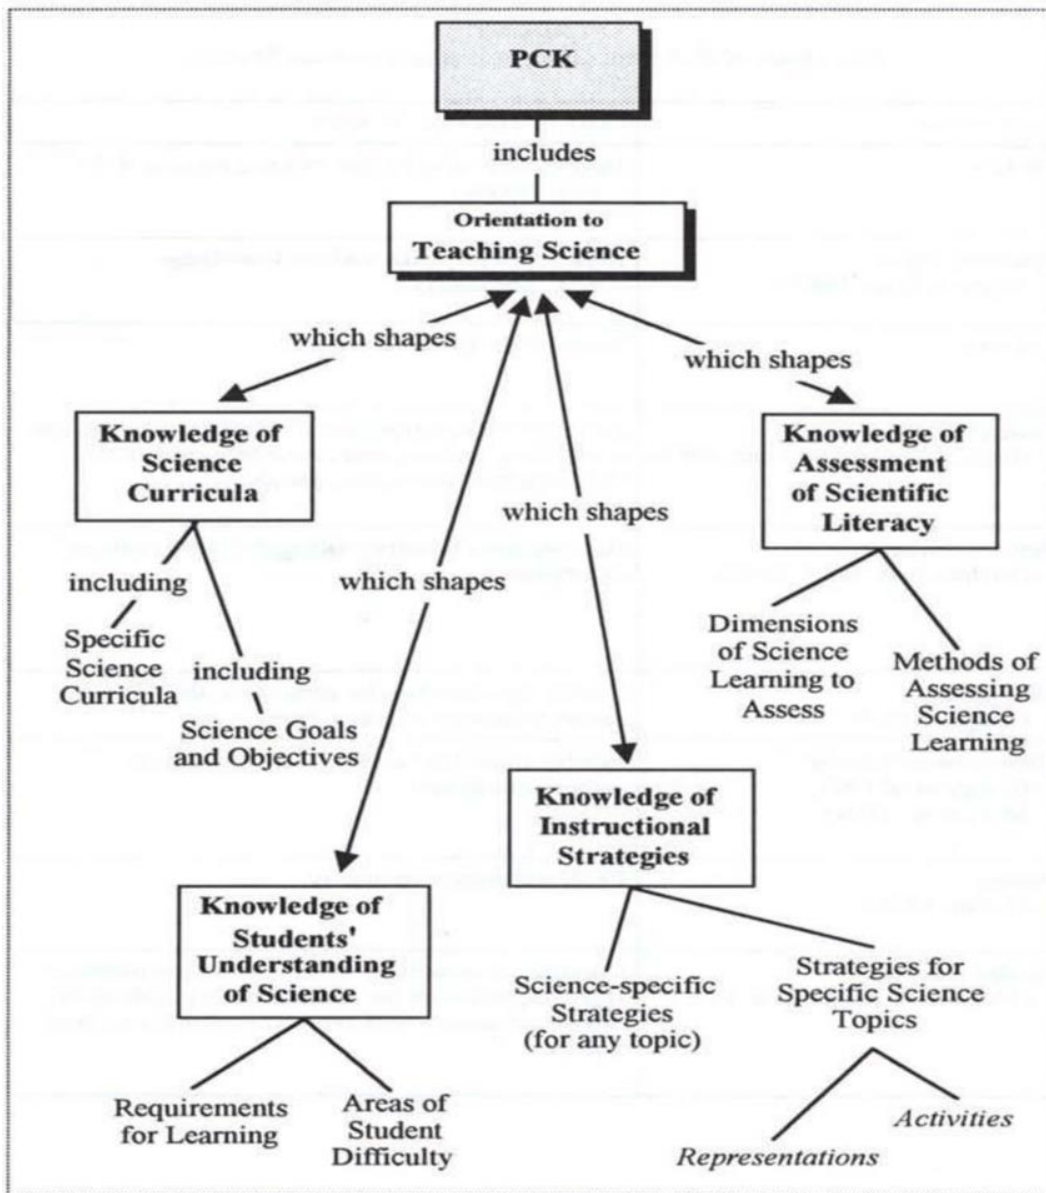 PCK
includes
Orientation to
Teaching Science
which shapes
which shapes
Knowledge of
Science
Curricula
Knowledge of
Assessment
of Scientific
Literacy
which shapes
which shapes
including
Specific
Science
Curricula
including
Science Goals
and Objectives
Dimensions
of Science
Learning to
Assess
Methods of
Assessing
Science
Learning
Knowledge of
Instructional
Strategies
Knowledge of
Students'
Understanding
of Science
Science-specific
Strategies
(for any topic)
Strategies for
Specific Science
Topics
Requirements
for Learning
Areas of
Student
Difficulty
Activities
Representations